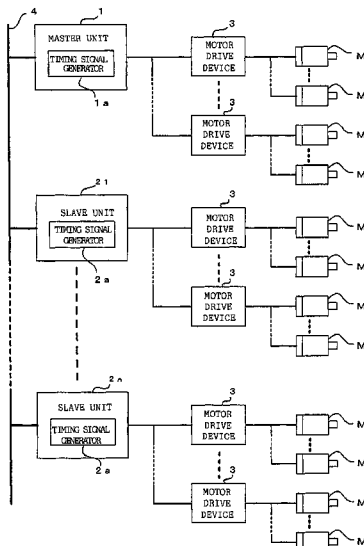 4
1
MASTER UNIT
TIMING SIGNAL
GENERATOR
1a
3
MOTOR
DRIVE
DEVICE
M
M
3
MOTOR
DRIVE
DEVICE
M
M
21
SLAVE UNIT
TIMING SIGNAL
GENERATOR
2a
3
MOTOR
DRIVE
DEVICE
M
M
3
MOTOR
DRIVE
DEVICE
M
M
2n
SLAVE UNIT
TIMING SIGNAL
GENERATOR
2a
3
MOTOR
DRIVE
DEVICE
M
M
3
MOTOR
DRIVE
DEVICE
M
M